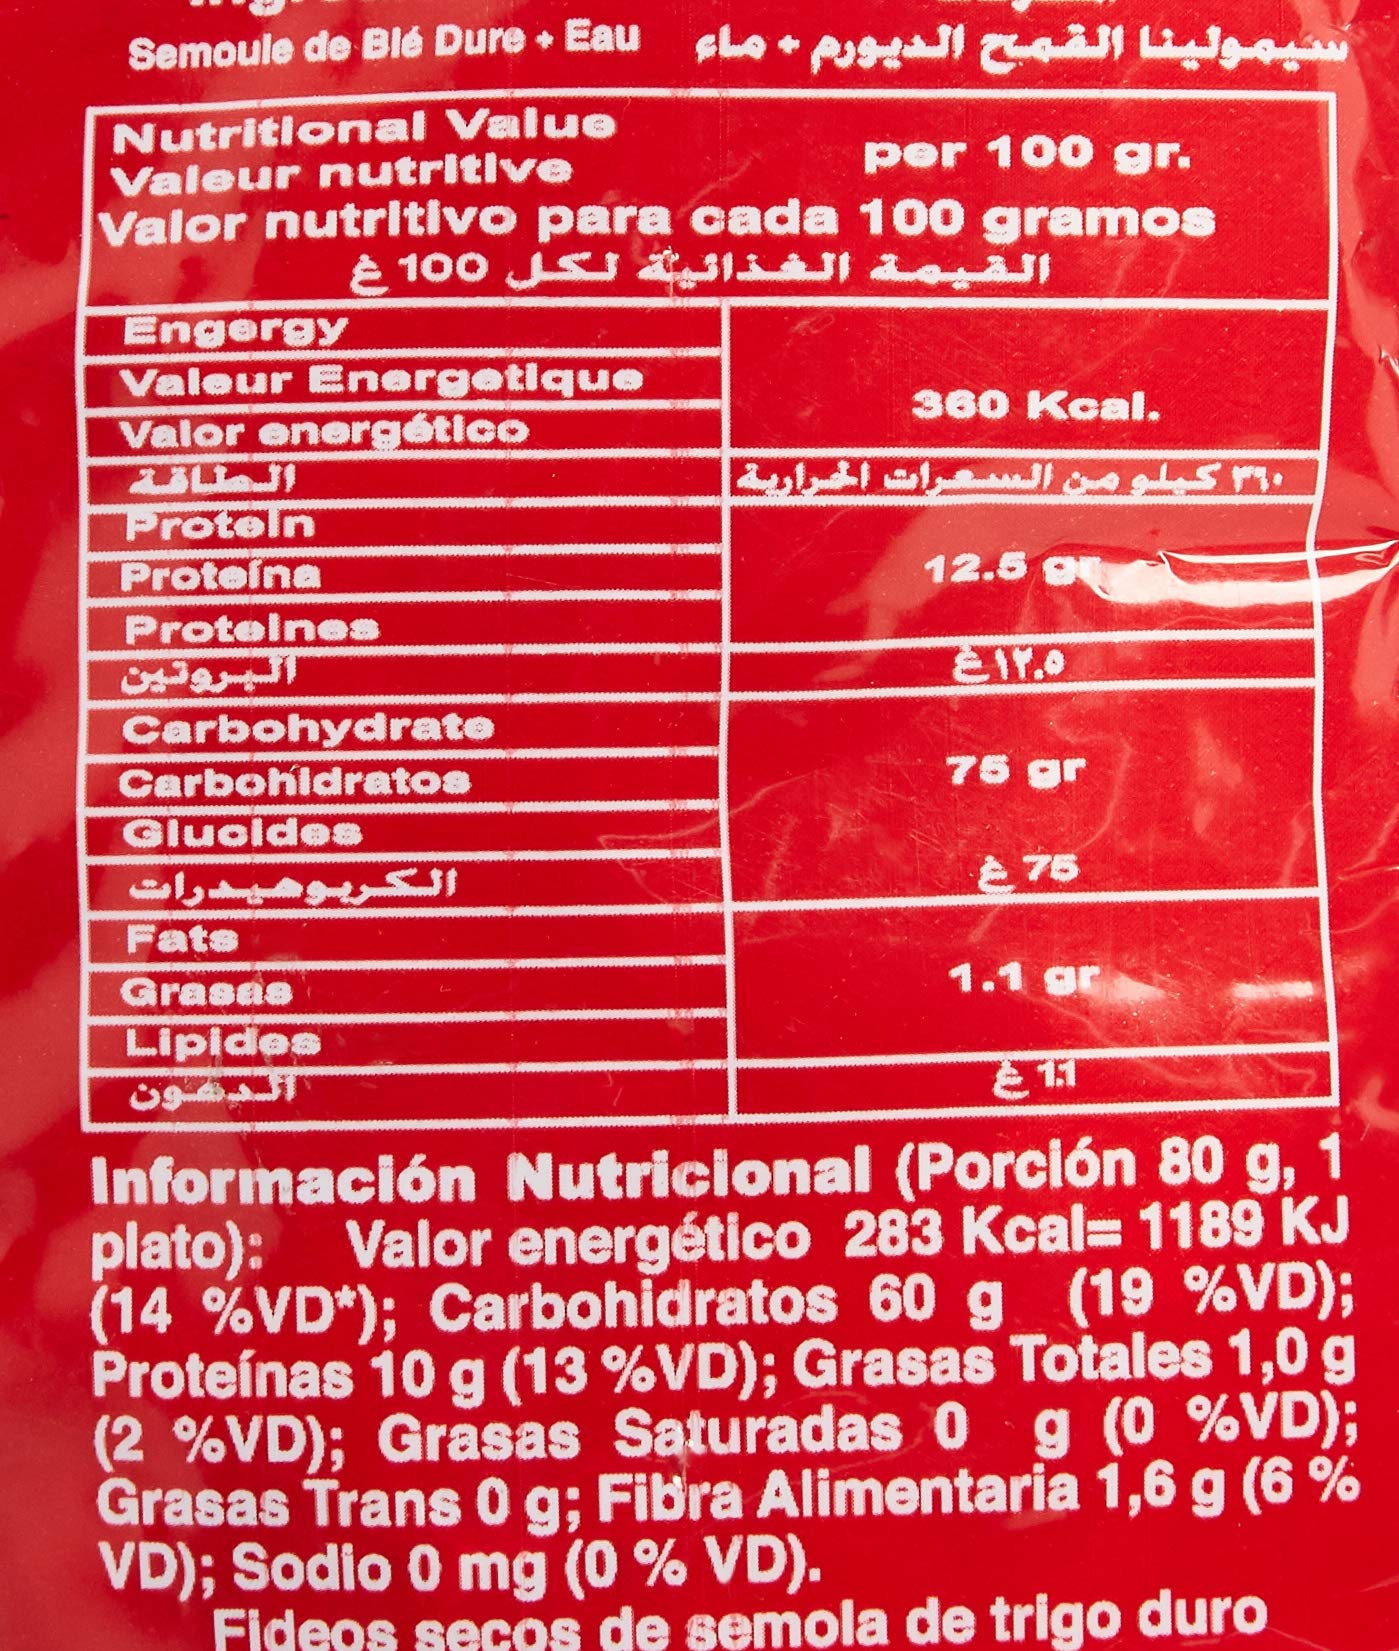 Semoule de Blé Dure + Eau سيمولينا القمح الديورم + ماء
Nutritional Value
Valeur nutritive
per 100 gr.
Valor nutritivo para cada 100 gramos
القيمة الغذائية لكل 100 غ
Engergy
Valeur Energetique
Valor energético
360 Kcal.
الطاقة
٣٦٠ كيلو من السعرات الحرارية
Protein
Proteína
Proteines
12.5 gr
البروتين
١٢،٥ غ
Carbohydrate
Carbohidratos
Glucides
75 gr
الكربوهيدرات
75 غ
Fats
Grasas
Lipides
1.1 gr
الدهون
1.1 غ
Información Nutricional (Porción 80 g, 1
plato): Valor energético 283 Kcal= 1189 KJ
(14 %VD*); Carbohidratos 60 g (19 %VD);
Proteínas 10 g (13 %VD); Grasas Totales 1,0 g
(2 %VD); Grasas Saturadas 0 g (0 %VD);
Grasas Trans 0 g; Fibra Alimentaria 1,6 g (6 %
VD); Sodio 0 mg (0 % VD).
Fideos secos de semola de trigo duro